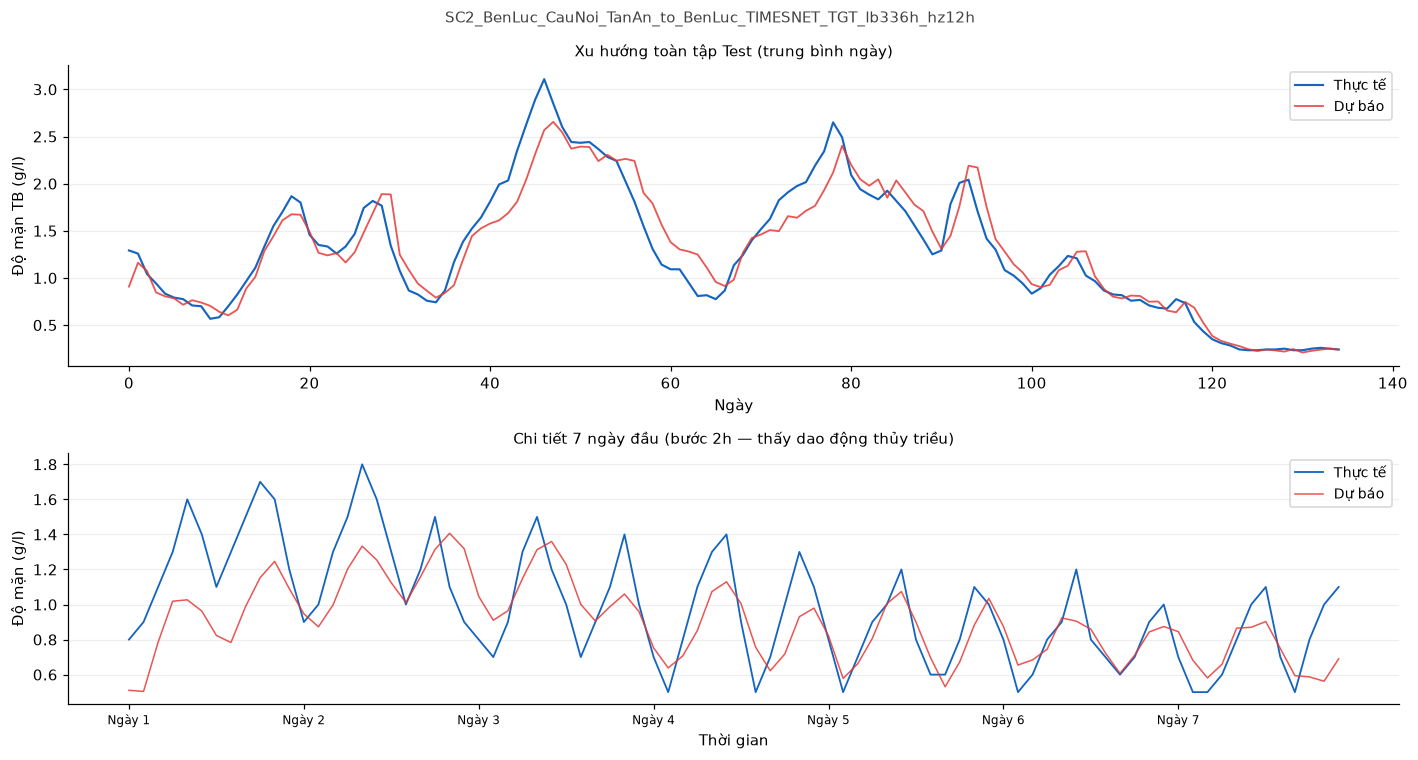 SC2_BenLuc_CauNoi_TanAn_to_BenLuc_TIMESNET_TGT_lb336h_hz12h
Xu hướng toàn tập Test (trung bình ngày)
Độ mặn TB (g/l)
3.0
2.5
2.0
1.5
1.0
0.5
Thực tế
Dự báo
0 20 40 60 80 100 120 140
Ngày
Chi tiết 7 ngày đầu (bước 2h — thấy dao động thủy triều)
Độ mặn (g/l)
1.8
1.6
1.4
1.2
1.0
0.8
0.6
Thực tế
Dự báo
Ngày 1 Ngày 2 Ngày 3 Ngày 4 Ngày 5 Ngày 6 Ngày 7
Thời gian